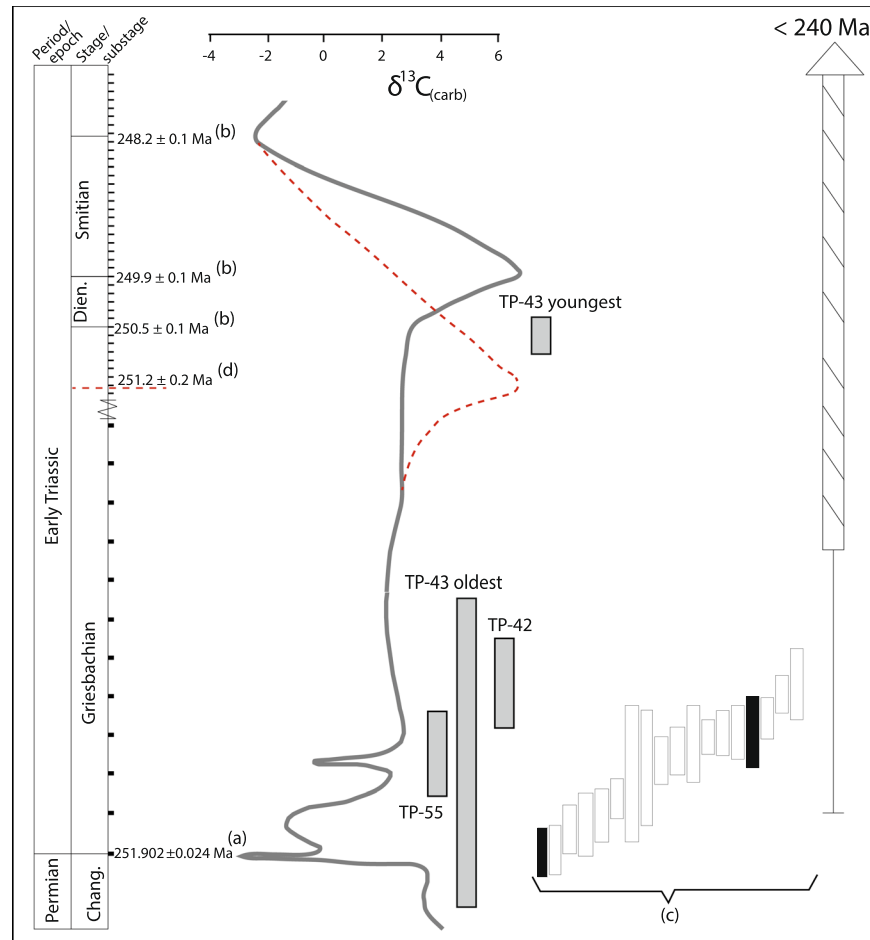 Period/
epoch
Stage/
substage
-4 -2 0 2 4 6
δ13C(carb)
< 240 Ma
248.2 ± 0.1 Ma (b)
Smitian
249.9 ± 0.1 Ma (b)
Dien.
TP-43 youngest
250.5 ± 0.1 Ma (b)
251.2 ± 0.2 Ma (d)
Early Triassic
Griesbachian
TP-43 oldest
TP-42
TP-55
251.902 ±0.024 Ma (a)
Permian
Chang.
(c)